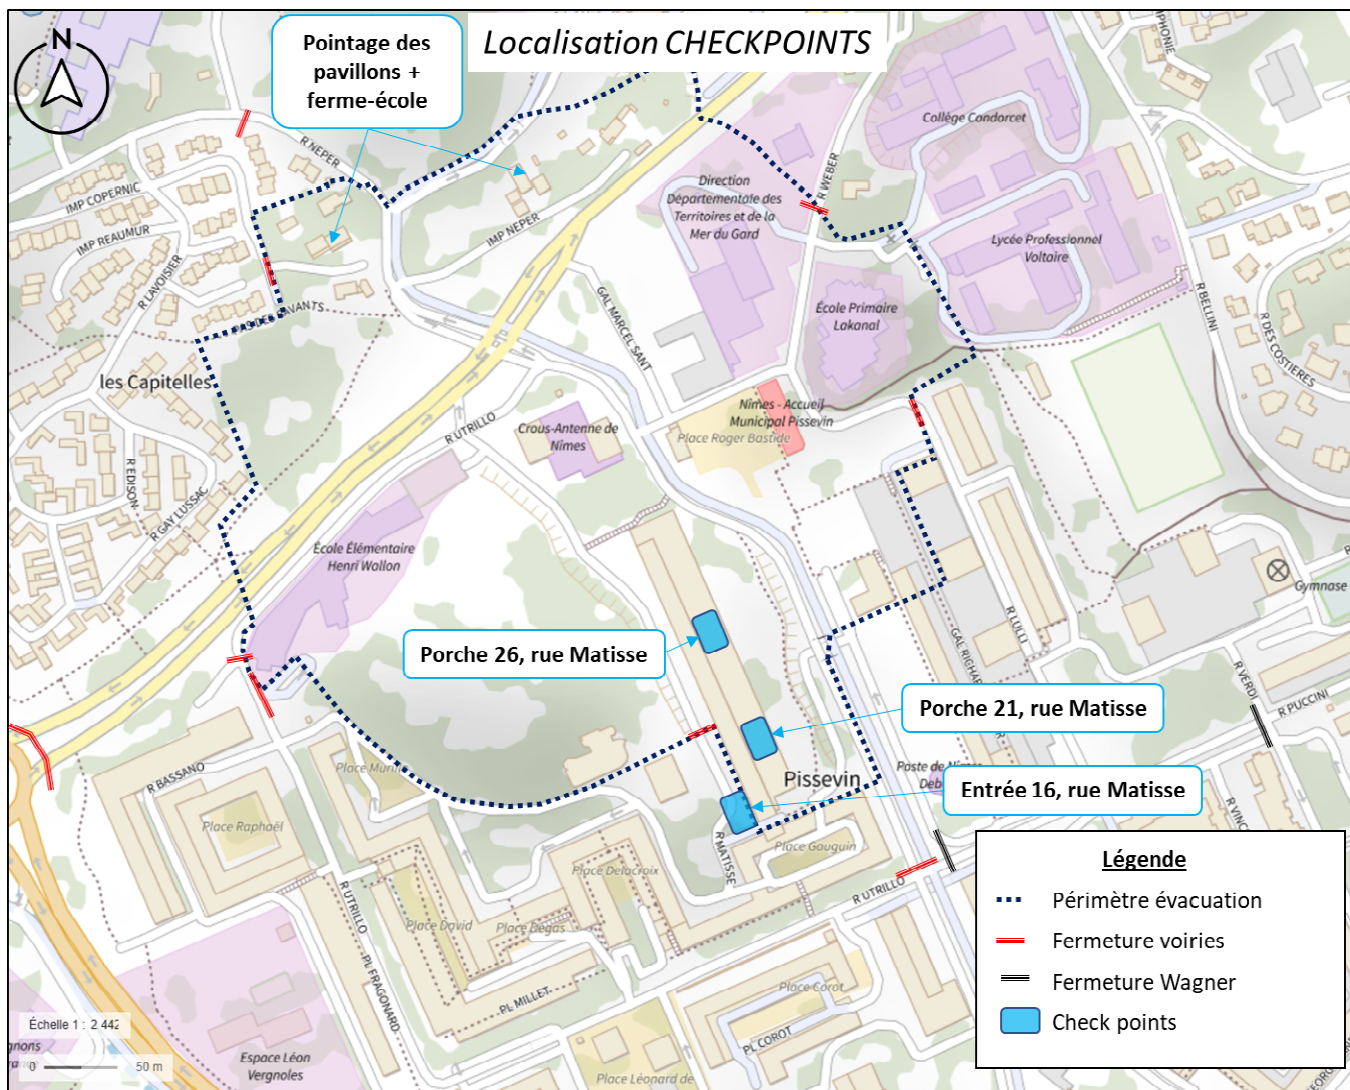 N
Localisation CHECKPOINTS
Pointage des
pavillons +
ferme-école
R NEPER
IMP COPERNIC
IMP REAUMUR
R LAVOISIER
IMP NEPER
R WEBER
Collège Condorcet
Direction
Départementale des
Territoires et de la
Mer du Gard
Lycée Professionnel
Voltaire
École Primaire
Lakanal
R BELLINI
R DES COSTIERES
GAL MARCEL SANT
les Capitelles
R EDISON
R GAY LUSSAC
R UTRILLO
Crous-Antenne de
Nîmes
Nîmes - Accueil
Municipal Pissevin
Place Roger Bastide
École Élémentaire
Henri Wallon
Gymnase
R LULLI
Porche 26, rue Matisse
Porche 21, rue Matisse
Entrée 16, rue Matisse
R VERDI
R PUCCINI
Pissevin
R BASSANO
Place Raphaël
R MATISSE
Place Gauguin
Place Delacroix
Place David
Place Degas
R UTRILLO
R UTRILLO
PL FRAGONARD
PL MILLET
Place Corot
PL COROT
Espace Léon
Vergnoles
Place Léonard de
Échelle 1 : 2 442
0 50 m
Légende
Périmètre évacuation
Fermeture voiries
Fermeture Wagner
Check points